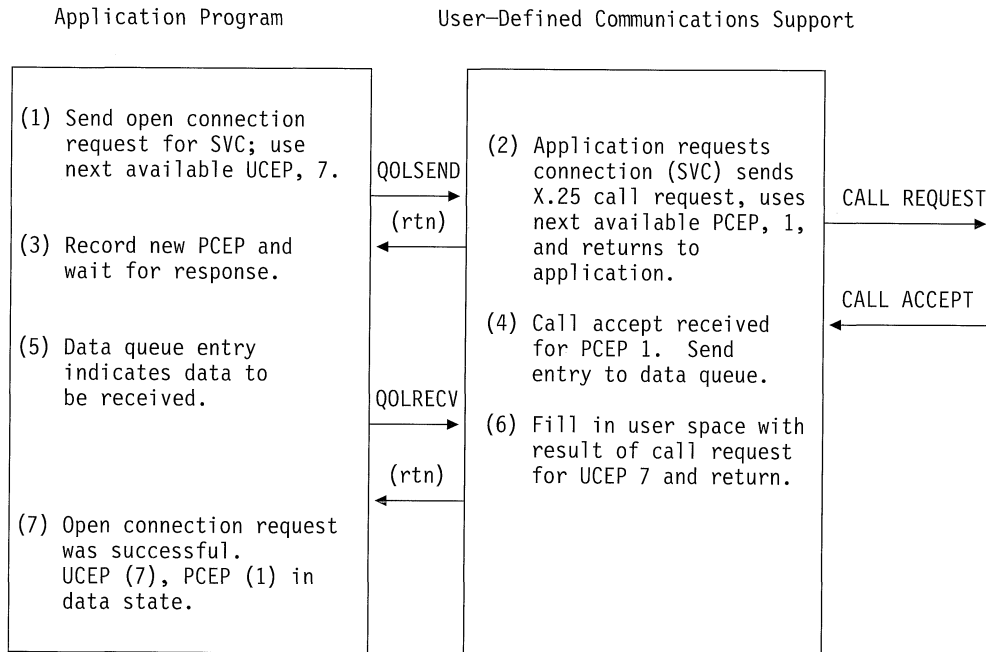 Application Program
User-Defined Communications Support
(1) Send open connection
request for SVC; use
next available UCEP, 7.
QOLSEND
(rtn)
(2) Application requests
connection (SVC) sends
X.25 call request, uses
next available PCEP, 1,
and returns to
application.
CALL REQUEST
(3) Record new PCEP and
wait for response.
CALL ACCEPT
(4) Call accept received
for PCEP 1. Send
entry to data queue.
(5) Data queue entry
indicates data to
be received.
QOLRECV
(rtn)
(6) Fill in user space with
result of call request
for UCEP 7 and return.
(7) Open connection request
was successful.
UCEP (7), PCEP (1) in
data state.